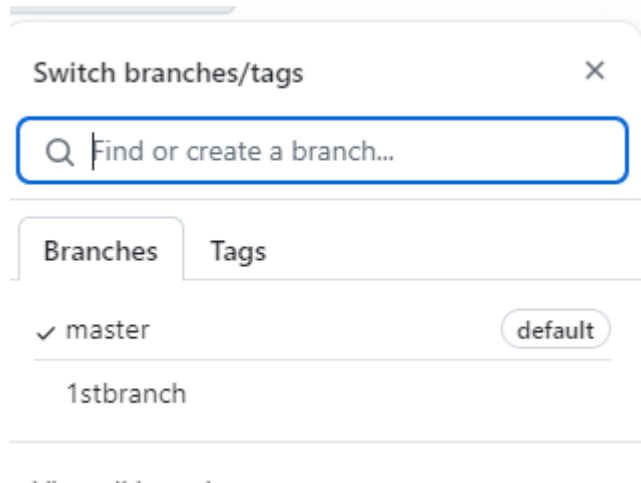 Switch branches/tags
Find or create a branch...
Branches Tags
master default
1stbranch